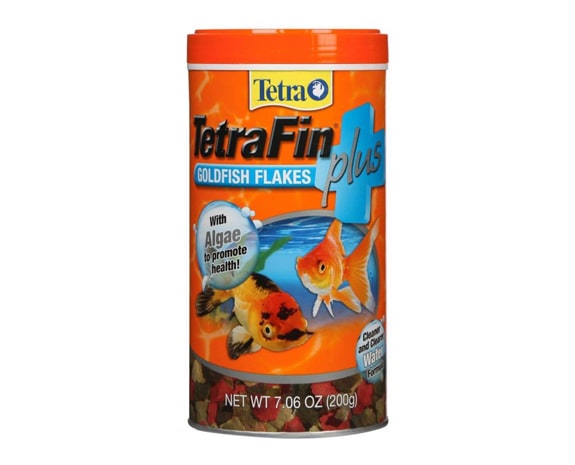 Tetra
TetraFin®
plus
GOLDFISH FLAKES
With
Algae
to promote
health!
Cleaner
and
Water
NET WT 7.06 OZ (200g)